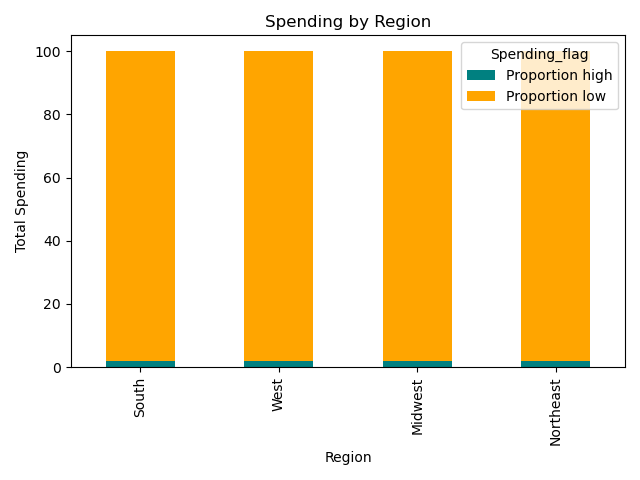 Spending by Region
Spending_flag
Proportion high
Proportion low
Total Spending
100
80
60
40
20
0
South
West
Midwest
Northeast
Region